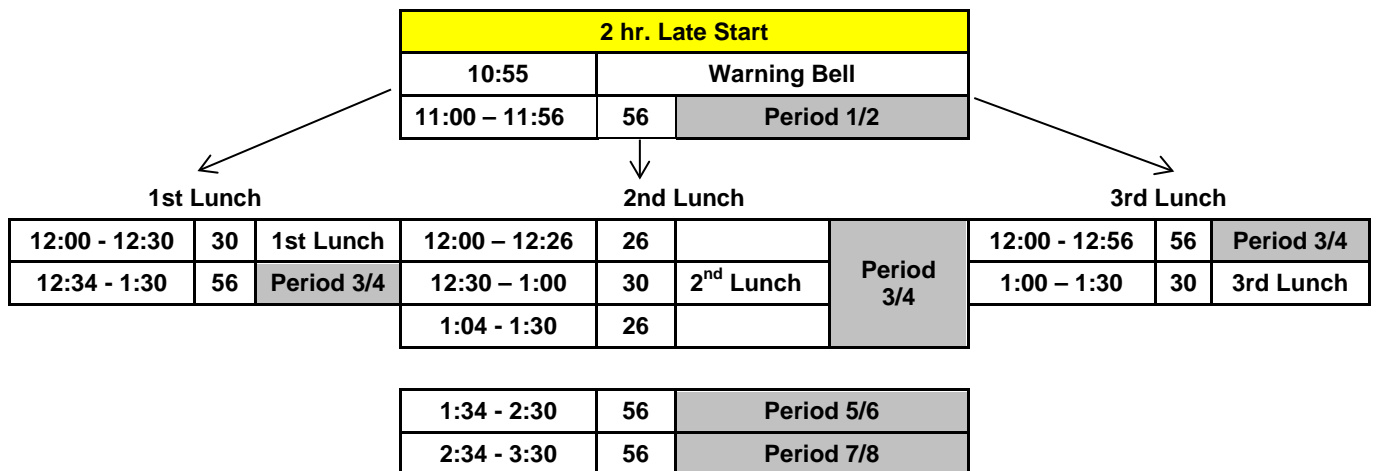 2 hr. Late Start
10:55 Warning Bell
11:00 – 11:56 56 Period 1/2
1st Lunch 2nd Lunch 3rd Lunch
12:00 - 12:30 30 1st Lunch 12:00 – 12:26 26 12:00 - 12:56 56 Period 3/4
12:34 - 1:30 56 Period 3/4 12:30 – 1:00 30 2nd Lunch Period 3/4 1:00 – 1:30 30 3rd Lunch
1:04 - 1:30 26
1:34 - 2:30 56 Period 5/6
2:34 - 3:30 56 Period 7/8